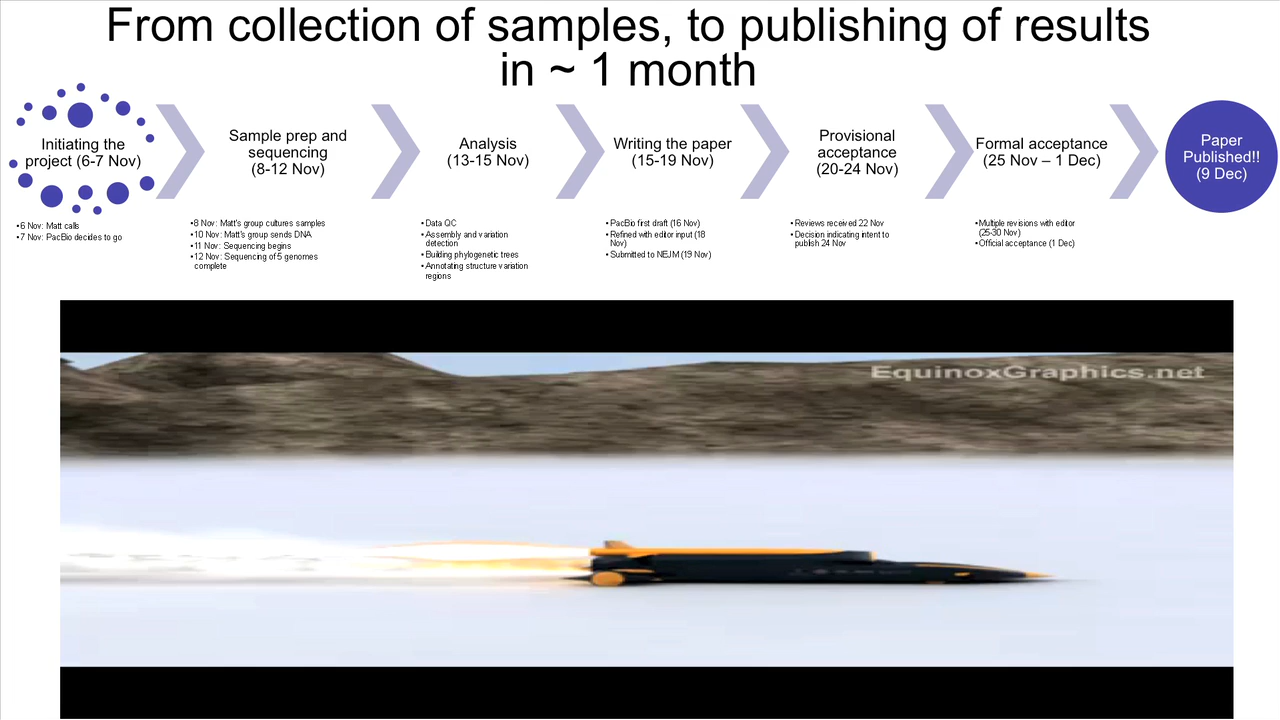 From collection of samples, to publishing of results
in ~ 1 month
Initiating the
project (6-7 Nov)
•6 Nov: Matt calls
•7 Nov: PacBio decides to go
Sample prep and
sequencing
(8-12 Nov)
•8 Nov: Matt's group cultures samples
•10 Nov: Matt's group sends DNA
•11 Nov: Sequencing begins
•12 Nov: Sequencing of 5 genomes
complete
Analysis
(13-15 Nov)
•Data QC
•Assembly and variation
detection
•Building phylogenetic trees
•Annotating structure variation
regions
Writing the paper
(15-19 Nov)
•PacBio first draft (16 Nov)
•Refined with editor input (18
Nov)
•Submitted to NEJM (19 Nov)
Provisional
acceptance
(20-24 Nov)
•Reviews received 22 Nov
•Decision indicating intent to
publish 24 Nov
Formal acceptance
(25 Nov – 1 Dec)
•Multiple revisions with editor
(25-30 Nov)
•Official acceptance (1 Dec)
Paper
Published!!
(9 Dec)
EquinoxGraphics.net